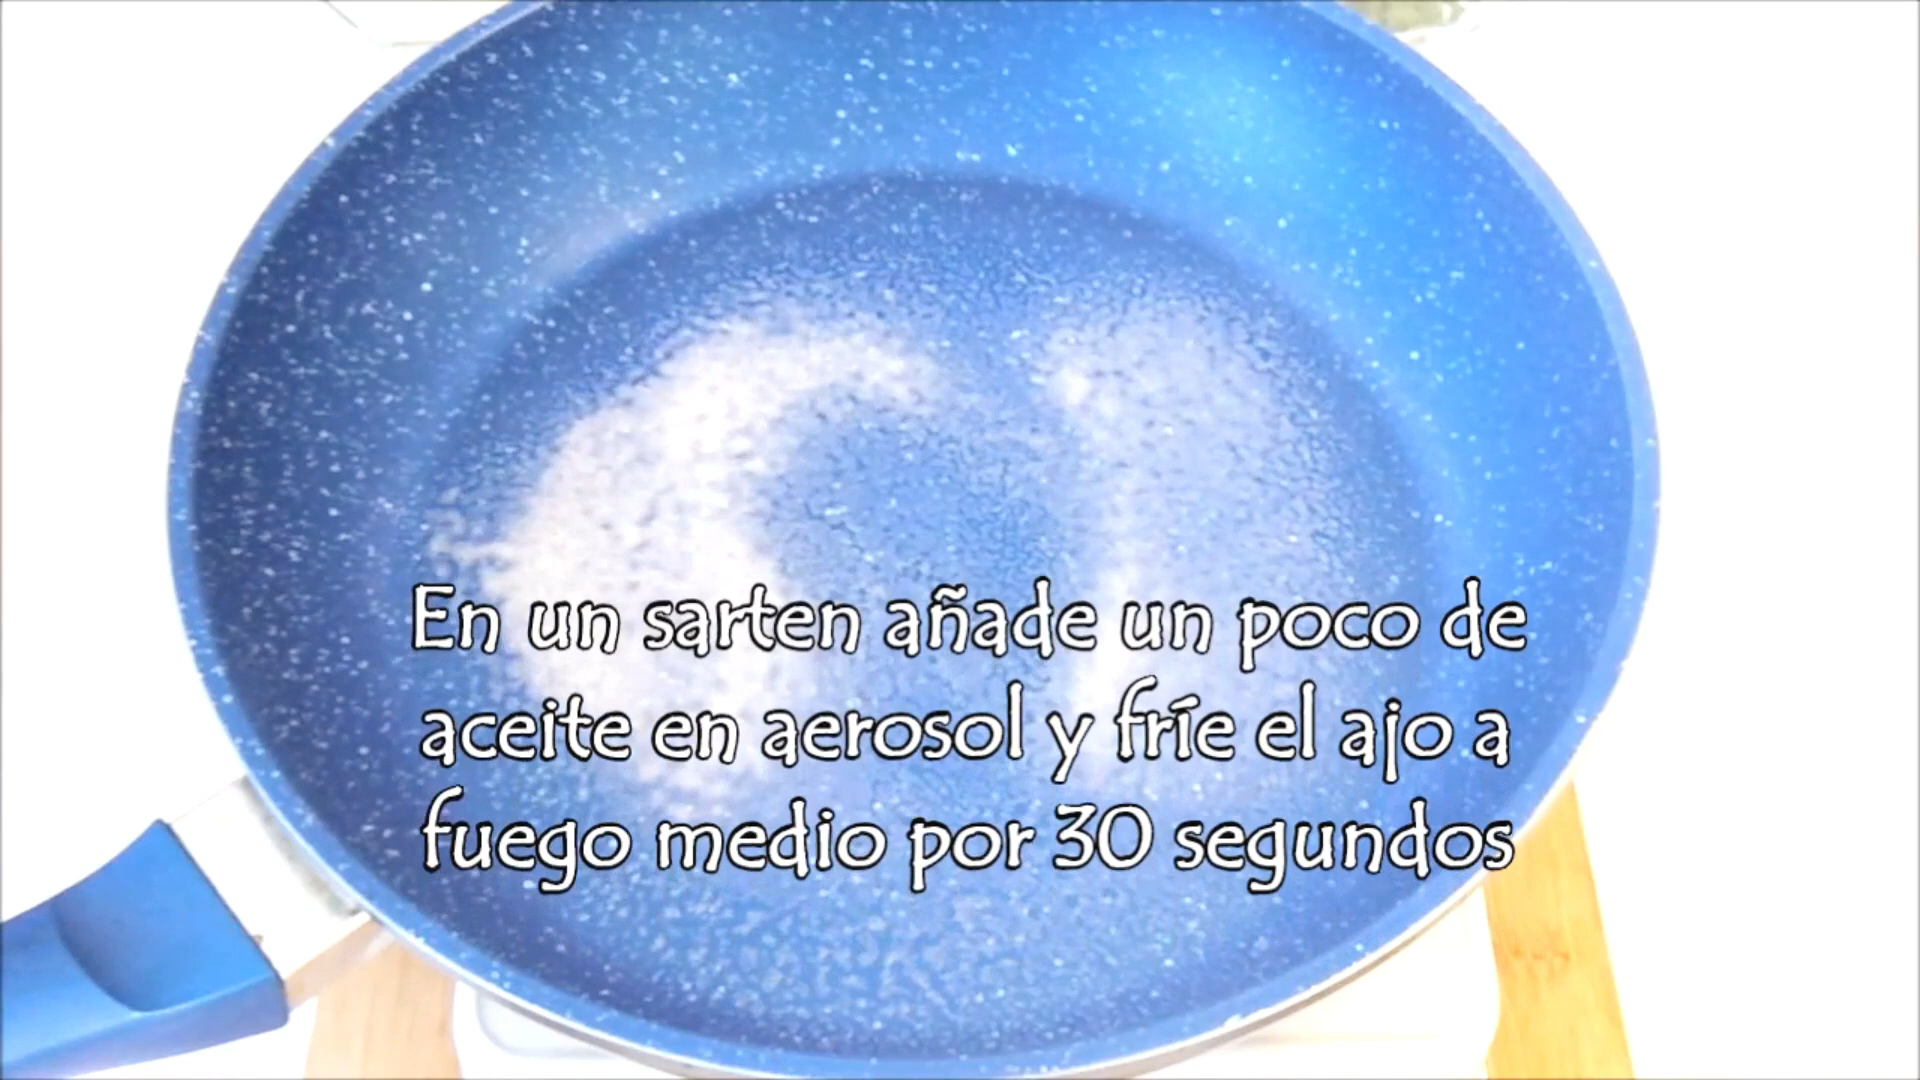 En un sarten añade un poco de
aceite en aerosol y fríe el ajo a
fuego medio por 30 segundos